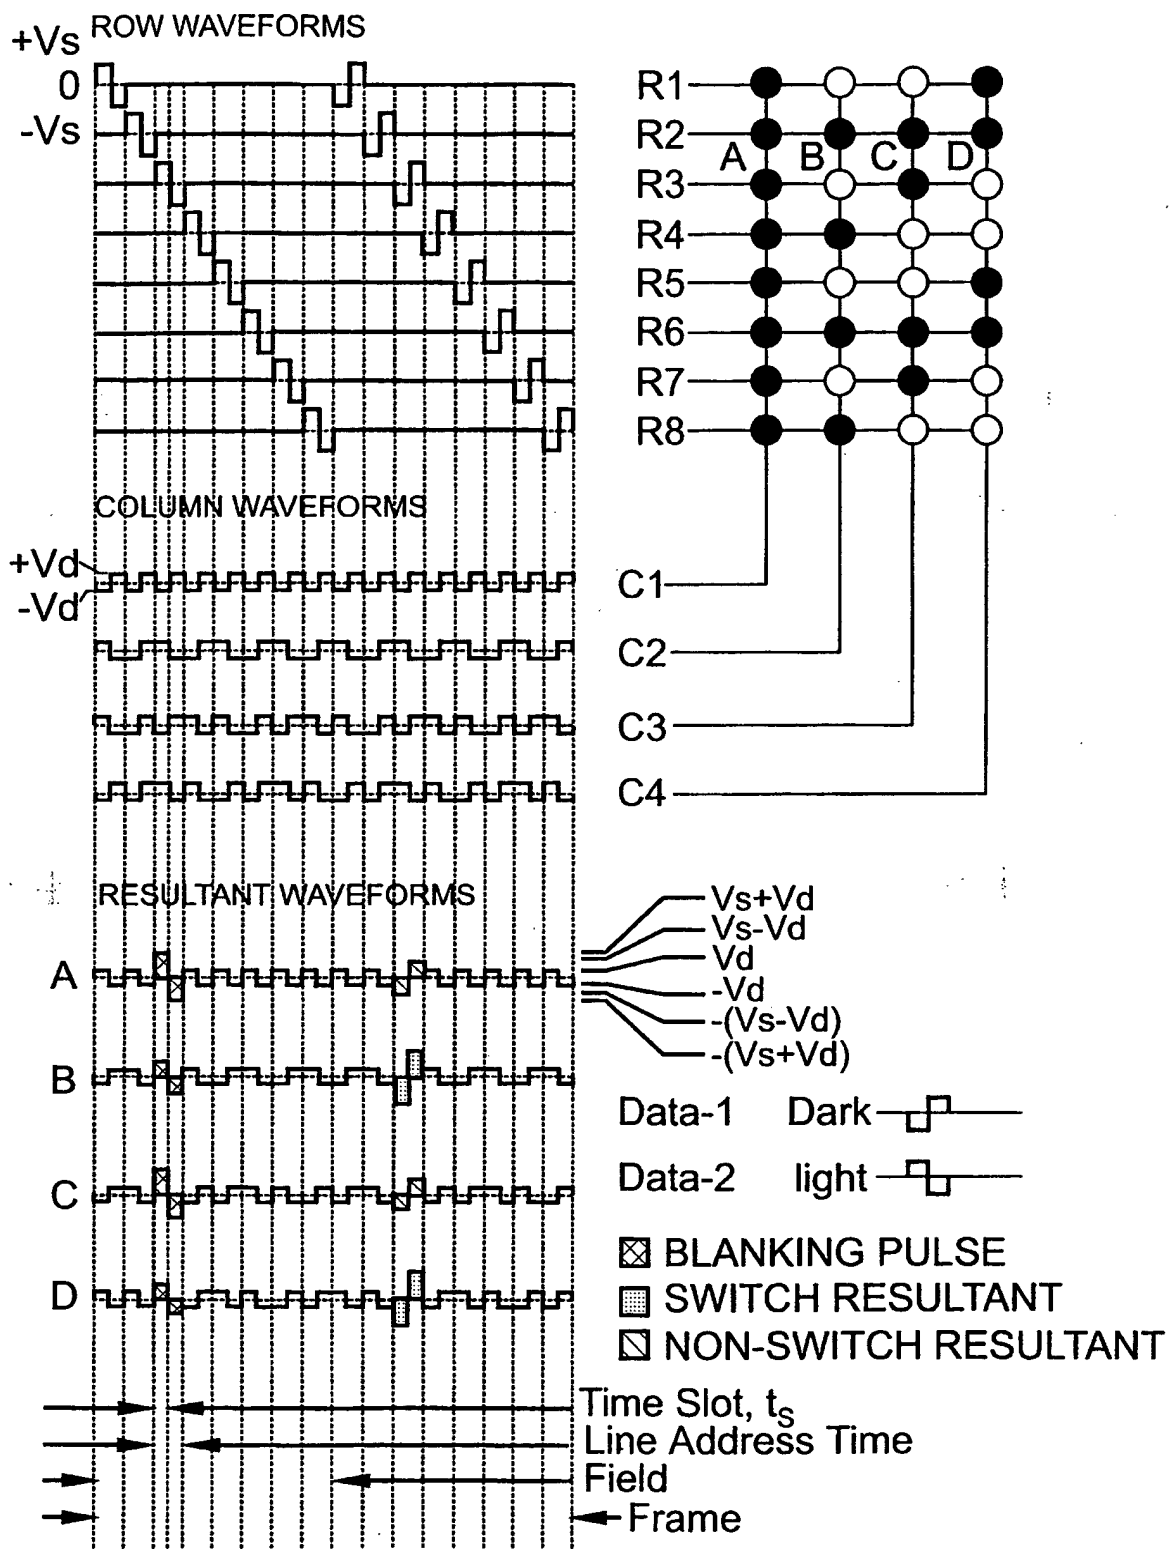 ROW WAVEFORMS
+Vs
0
-Vs
R1
R2
A B C D
R3
R4
R5
R6
R7
R8
COLUMN WAVEFORMS
+Vd
-Vd
C1
C2
C3
C4
RESULTANT WAVEFORMS
A
B
C
D
Vs+Vd
Vs-Vd
Vd
-Vd
-(Vs-Vd)
-(Vs+Vd)
Data-1 Dark
Data-2 light
BLANKING PULSE
SWITCH RESULTANT
NON-SWITCH RESULTANT
Time Slot, ts
Line Address Time
Field
Frame